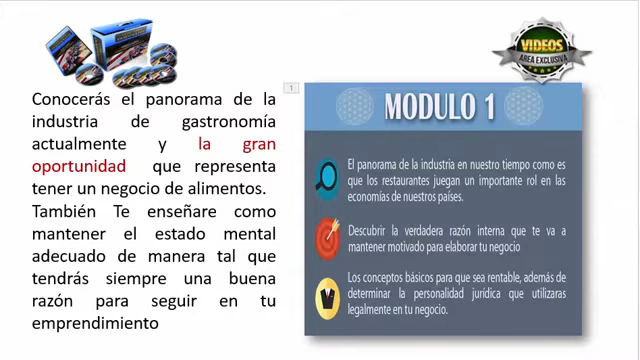 VIDEOS
AREA EXCLUSIVA
Conocerás el panorama de la
industria de gastronomía
actualmente y la gran
oportunidad que representa
tener un negocio de alimentos.
También Te enseñare como
mantener el estado mental
adecuado de manera tal que
tendrás siempre una buena
razón para seguir en tu
emprendimiento
1
MODULO 1
El panorama de la industria en nuestro tiempo como es
que los restaurantes juegan un importante rol en las
economías de nuestros países.
Descubrir la verdadera razón interna que te va a
mantener motivado para elaborar tu negocio
Los conceptos básicos para que sea rentable, además de
determinar la personalidad jurídica que utilizaras
legalmente en tu negocio.